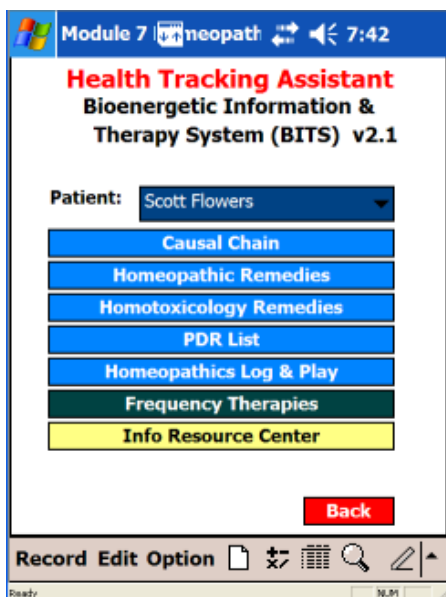 Module 7 meopath 7:42
Health Tracking Assistant
Bioenergetic Information &
Therapy System (BITS) v2.1
Patient: Scott Flowers
Causal Chain
Homeopathic Remedies
Homotoxicology Remedies
PDR List
Homeopathics Log & Play
Frequency Therapies
Info Resource Center
Back
Record Edit Option
Ready NUM